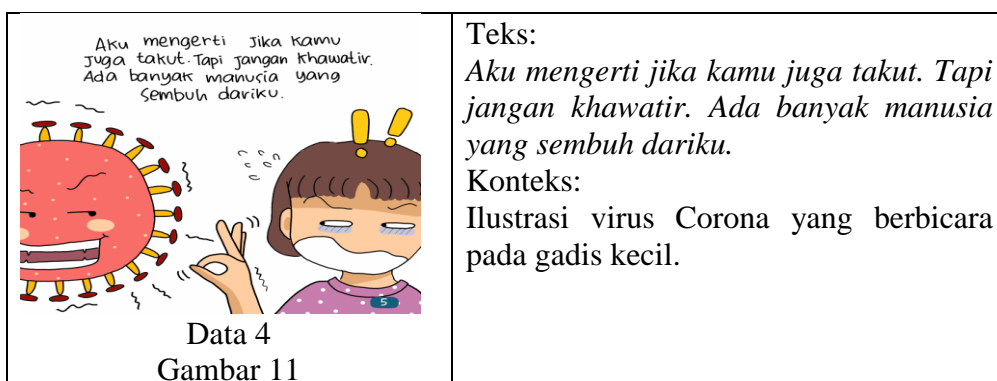 Aku mengerti Jika kamu
Juga takut. Tapi jangan khawatir.
Ada banyak manusia yang
Sembuh dariku.
5
Data 4
Gambar 11
Teks:
Aku mengerti jika kamu juga takut. Tapi
jangan khawatir. Ada banyak manusia
yang sembuh dariku.
Konteks:
Ilustrasi virus Corona yang berbicara
pada gadis kecil.